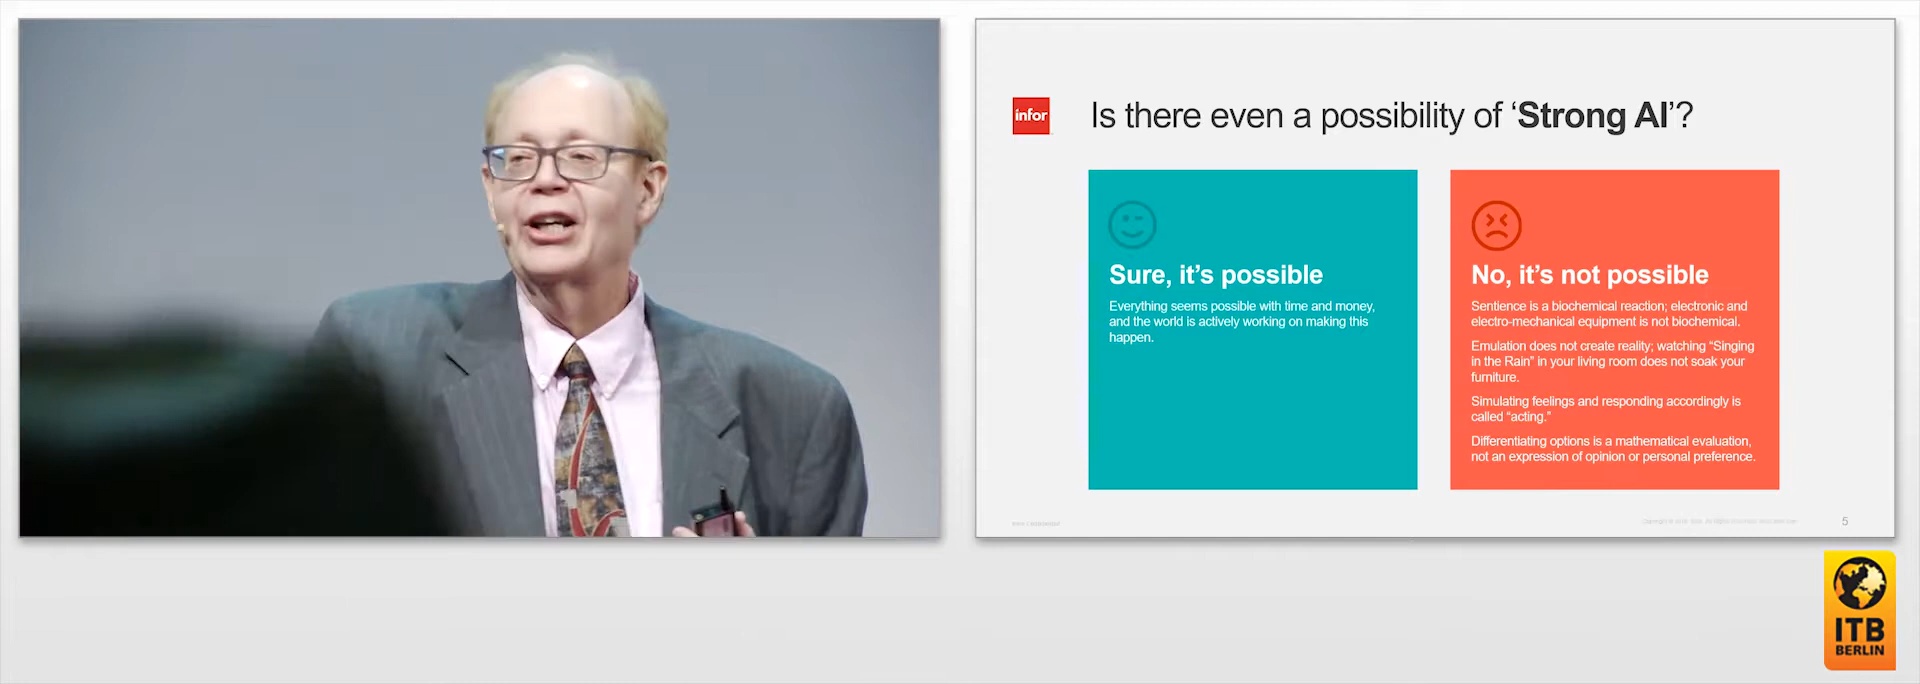 infor
Is there even a possibility of ‘Strong AI’?
Sure, it’s possible
Everything seems possible with time and money,
and the world is actively working on making this
happen.
No, it’s not possible
Sentience is a biochemical reaction; electronic and
electro-mechanical equipment is not biochemical.
Emulation does not create reality; watching “Singing
in the Rain” in your living room does not soak your
furniture.
Simulating feelings and responding accordingly is
called “acting.”
Differentiating options is a mathematical evaluation,
not an expression of opinion or personal preference.
5
ITB
BERLIN